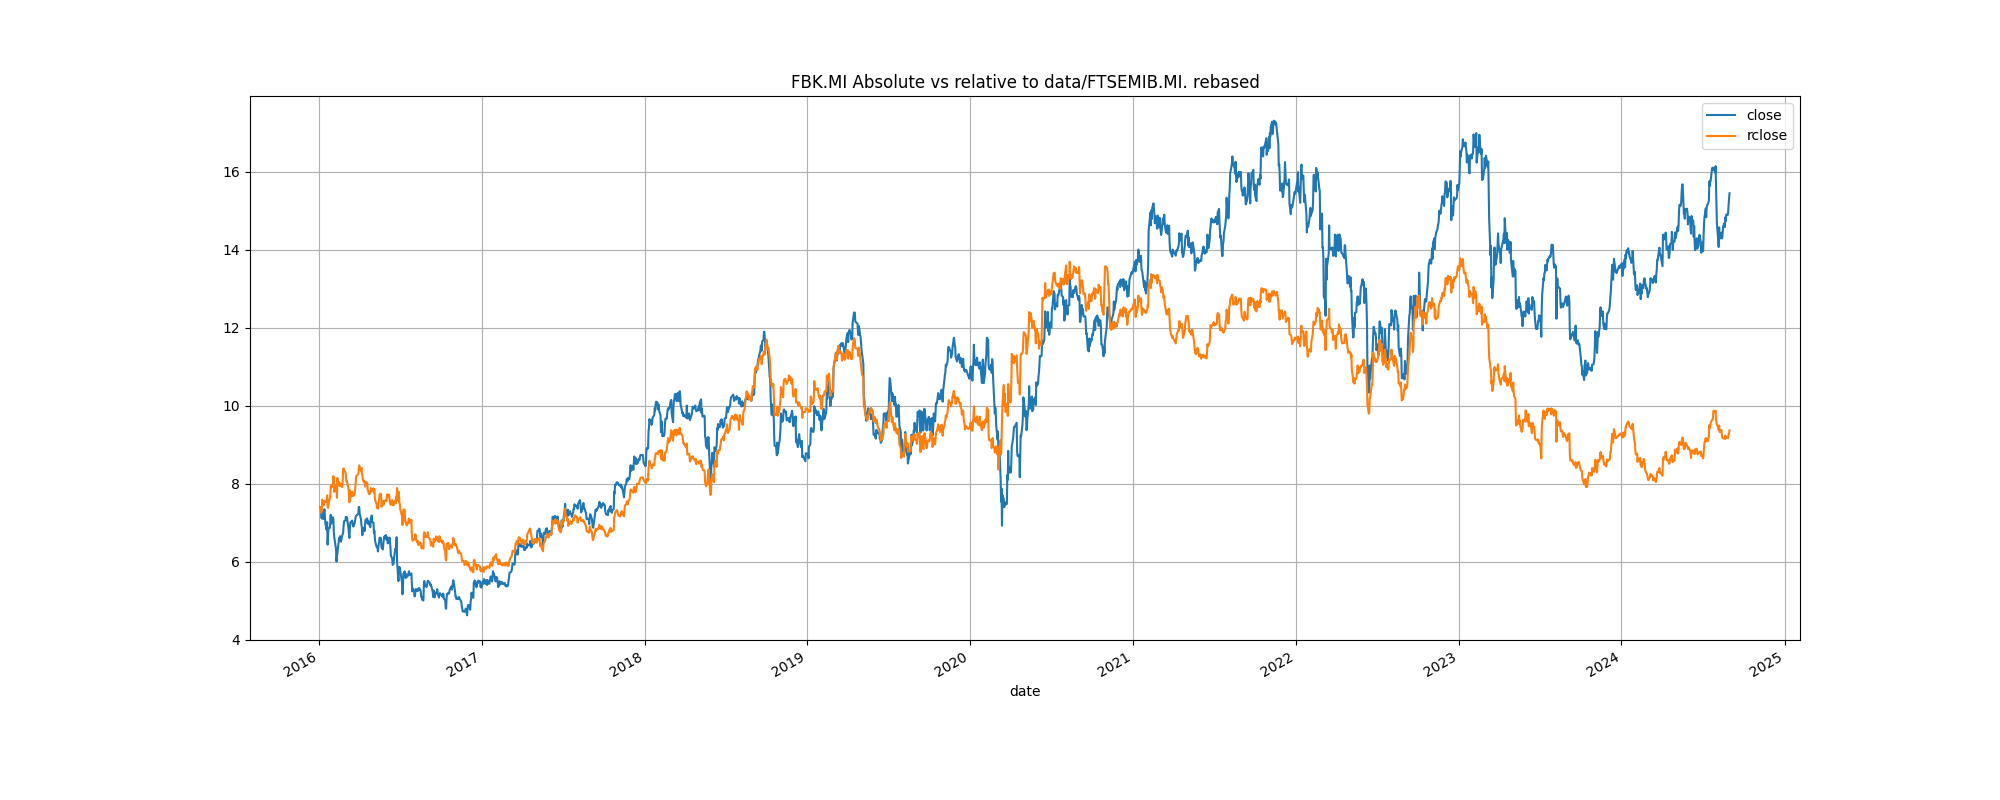 FBK.MI Absolute vs relative to data/FTSEMIB.MI. rebased
close
rclose
16
14
12
10
8
6
4
2016 2017 2018 2019 2020 2021 2022 2023 2024 2025
date